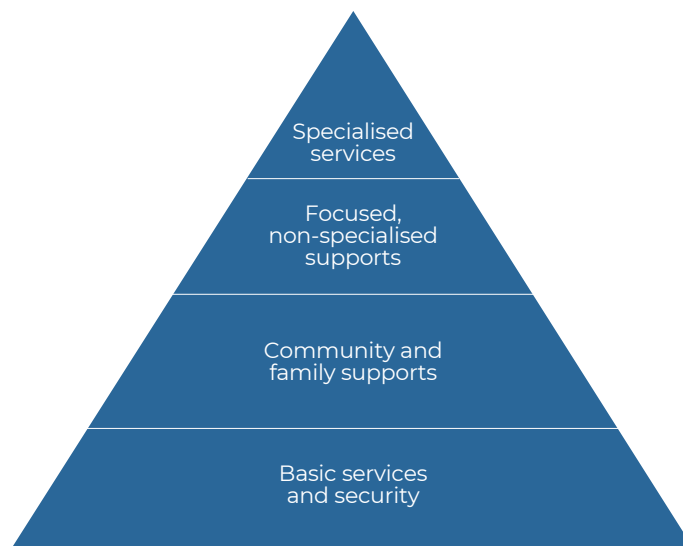 Specialised
services
Focused,
non-specialised
supports
Community and
family supports
Basic services
and security